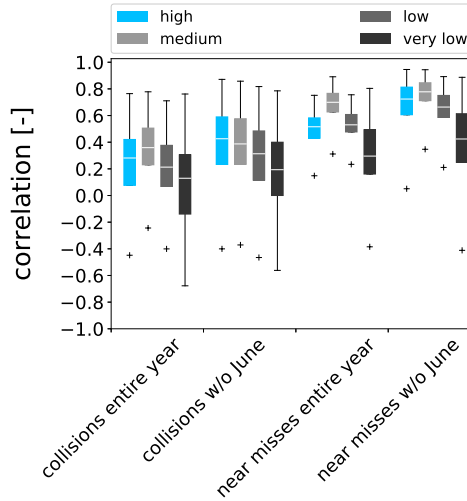 high
medium
low
very low
correlation [-]
1.0
0.8
0.6
0.4
0.2
0.0
−0.2
−0.4
−0.6
−0.8
−1.0
collisions entire year
collisions w/o June
near misses entire year
near misses w/o June